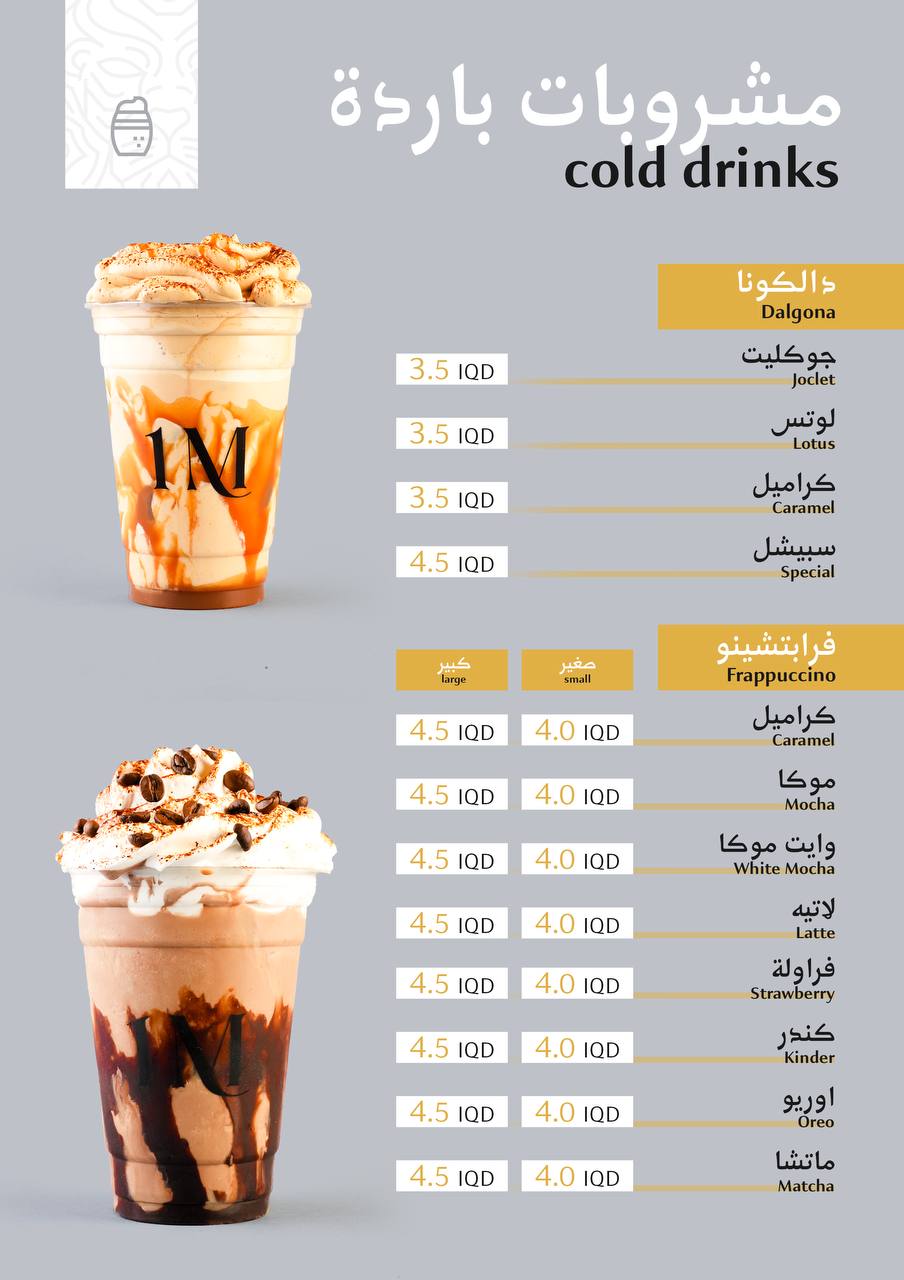 مشروبات باردة
cold drinks
دالكونا
Dalgona
جوكليت
Joclet
3.5 IQD
لوتس
Lotus
3.5 IQD
كراميل
Caramel
3.5 IQD
سبيشل
Special
4.5 IQD
1M
فرابتشينو
Frappuccino
صغير
small
كبير
large
كراميل
Caramel
4.0 IQD
4.5 IQD
موكا
Mocha
4.0 IQD
4.5 IQD
وايت موكا
White Mocha
4.0 IQD
4.5 IQD
لاتيه
Latte
4.0 IQD
4.5 IQD
فراولة
Strawberry
4.0 IQD
4.5 IQD
كندر
Kinder
4.0 IQD
4.5 IQD
اوريو
Oreo
4.0 IQD
4.5 IQD
ماتشا
Matcha
4.0 IQD
4.5 IQD
1M